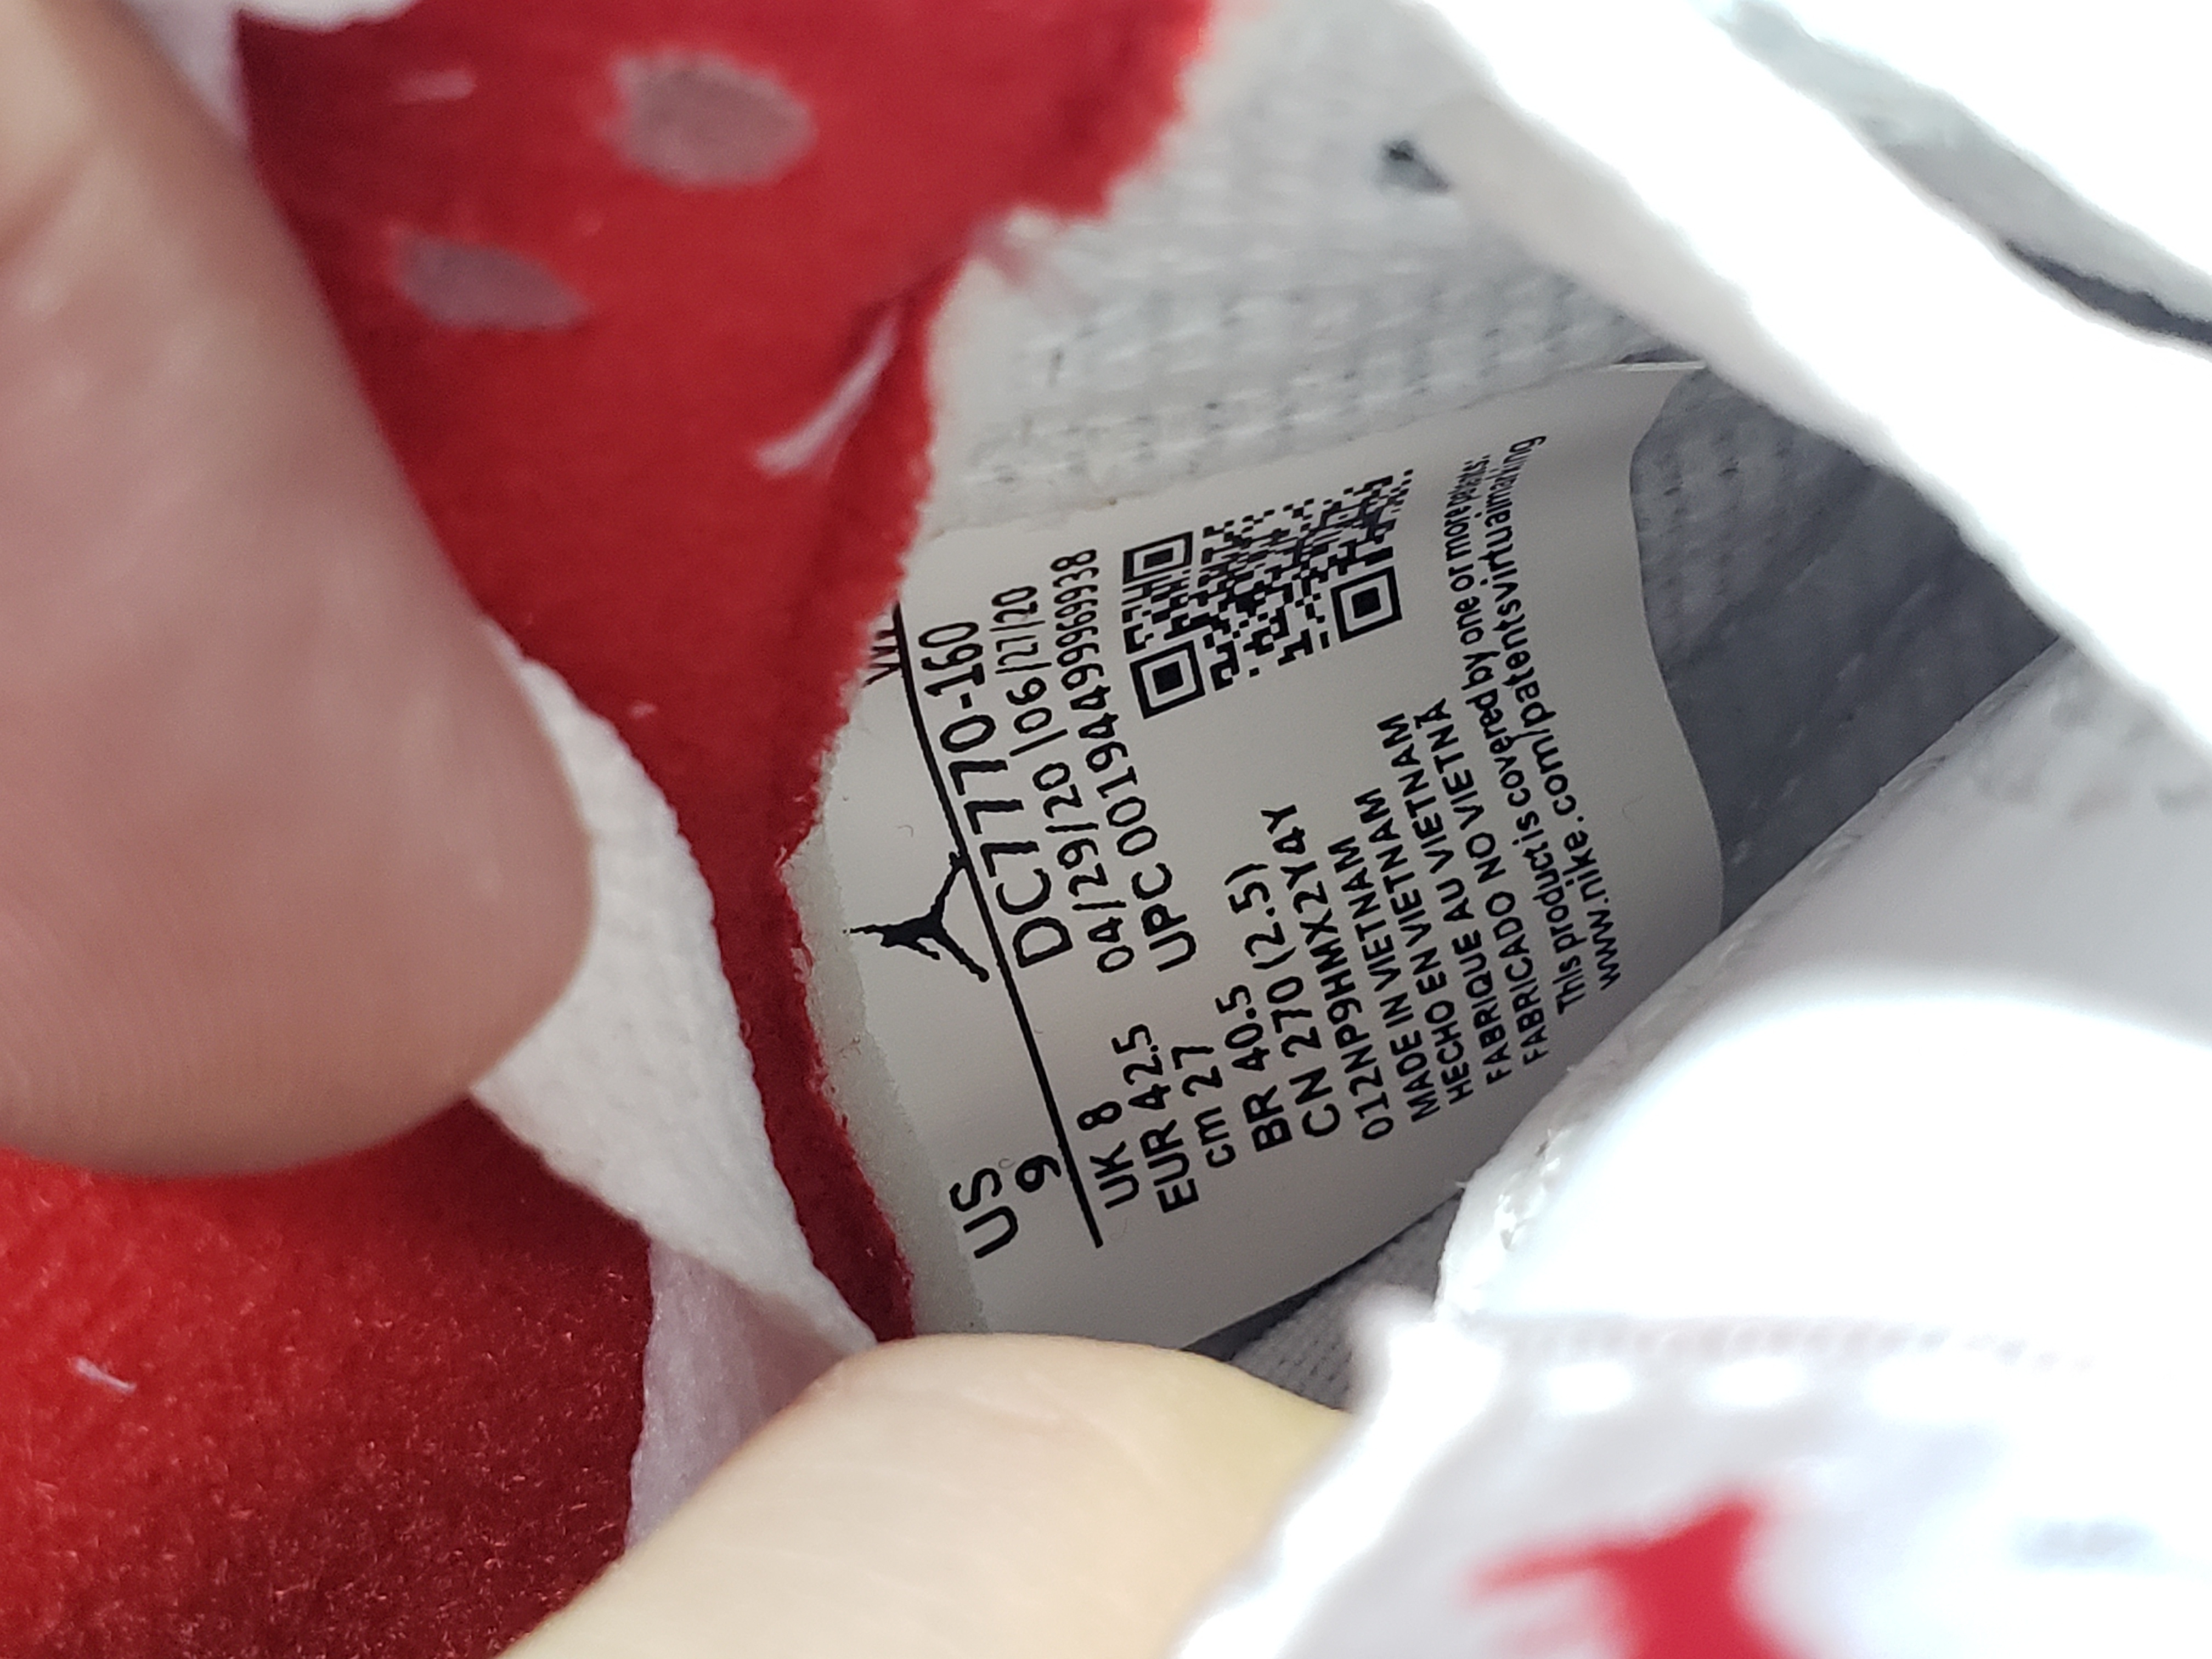 US
9
DC7770-160
04/29/20 | 06/27/20
UPC 00194499699938
UK 8
EUR 42.5
cm 27
BR 40.5
CN 270 (2.5)
012NP9HMX2Y4Y
MADE IN VIETNAM
HECHO EN VIETNAM
FABRIQUE AU VIETNAM
FABRICADO NO VIETNÃ
This product is covered by one or more patents:
www.nike.com/patentsvirtualmarking